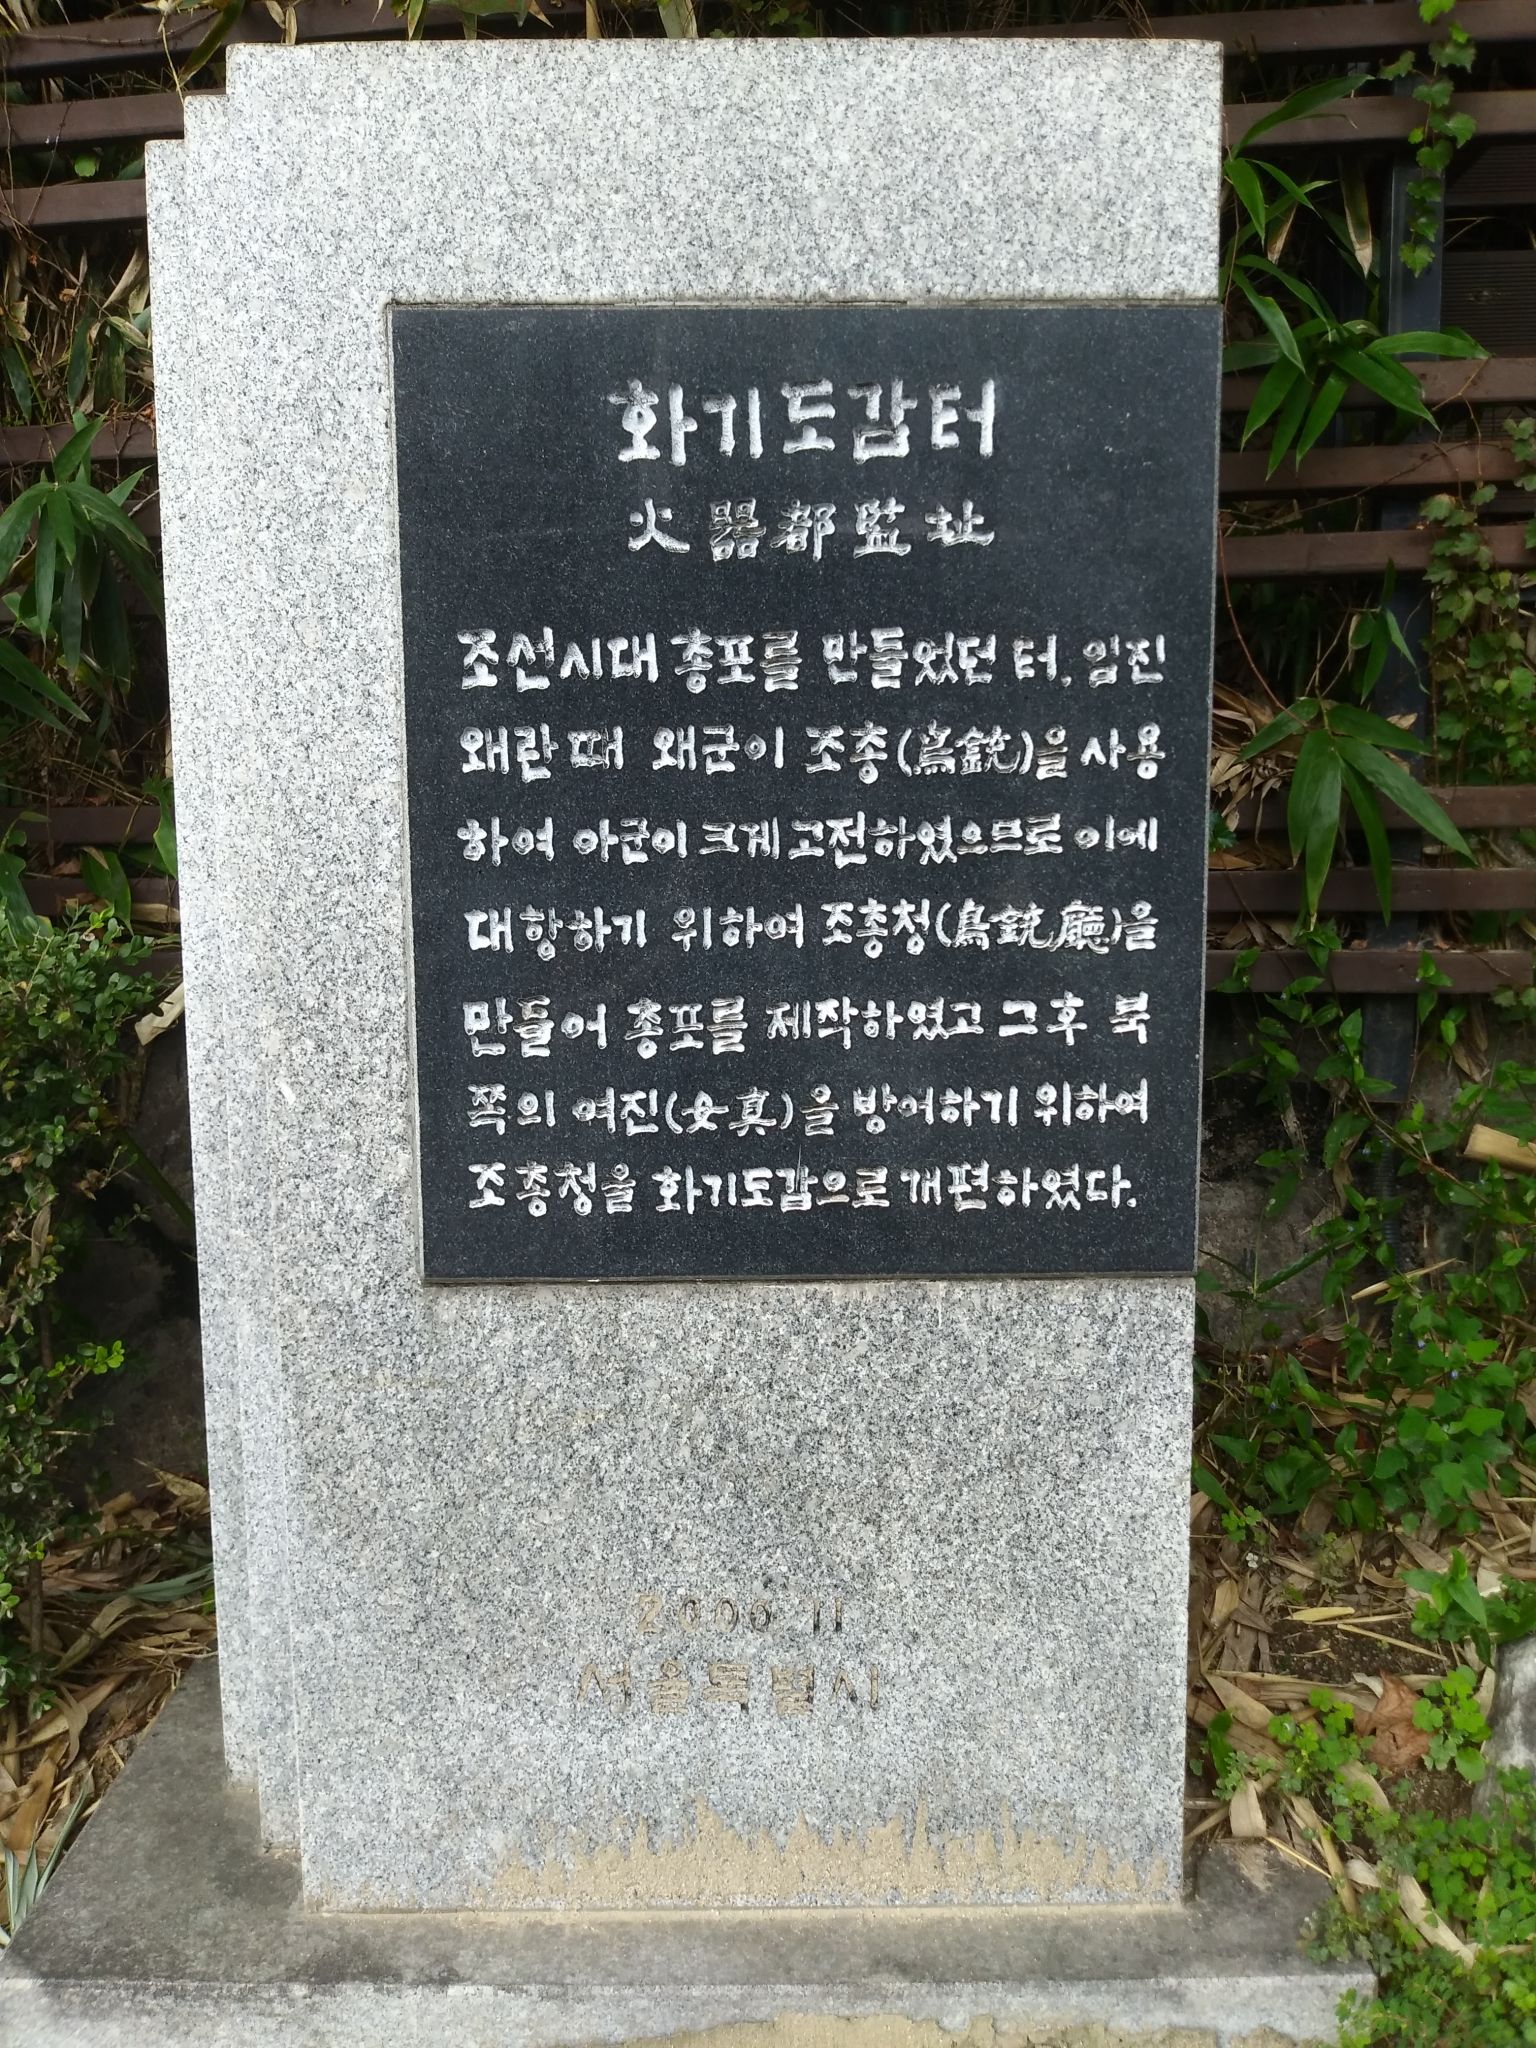 화기도감터
火器都監址
조선시대 총포를 만들었던 터. 임진
왜란 때 왜군이 조총(鳥銃)을 사용
하여 아군이 크게 고전하였으므로 이에
대항하기 위하여 조총청(鳥銃廳)을
만들어 총포를 제작하였고 그후 북
쪽의 여진(女真)을 방어하기 위하여
조총청을 화기도감으로 개편하였다.
2000. 11
서울특별시